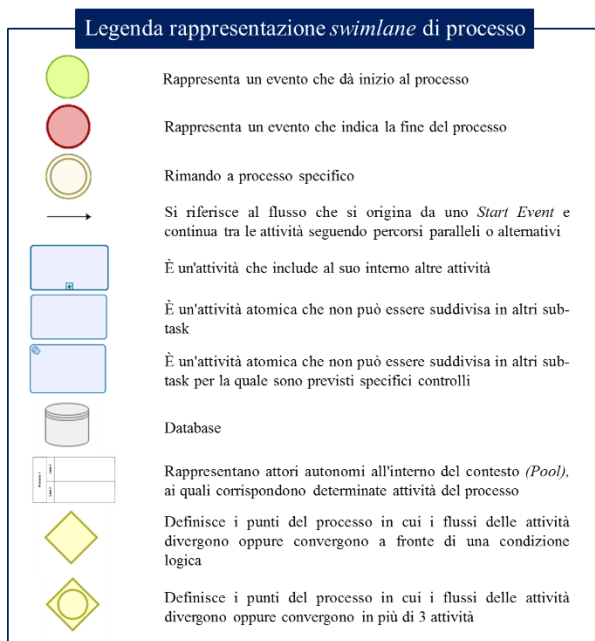 Legenda rappresentazione swimlane di processo
Rappresenta un evento che dà inizio al processo
Rappresenta un evento che indica la fine del processo
Rimando a processo specifico
Si riferisce al flusso che si origina da uno Start Event e
continua tra le attività seguendo percorsi paralleli o alternativi
È un'attività che include al suo interno altre attività
È un'attività atomica che non può essere suddivisa in altri sub-
task
È un'attività atomica che non può essere suddivisa in altri sub-
task per la quale sono previsti specifici controlli
Database
Rappresentano attori autonomi all'interno del contesto (Pool),
ai quali corrispondono determinate attività del processo
Definisce i punti del processo in cui i flussi delle attività
divergono oppure convergono a fronte di una condizione
logica
Definisce i punti del processo in cui i flussi delle attività
divergono oppure convergono in più di 3 attività